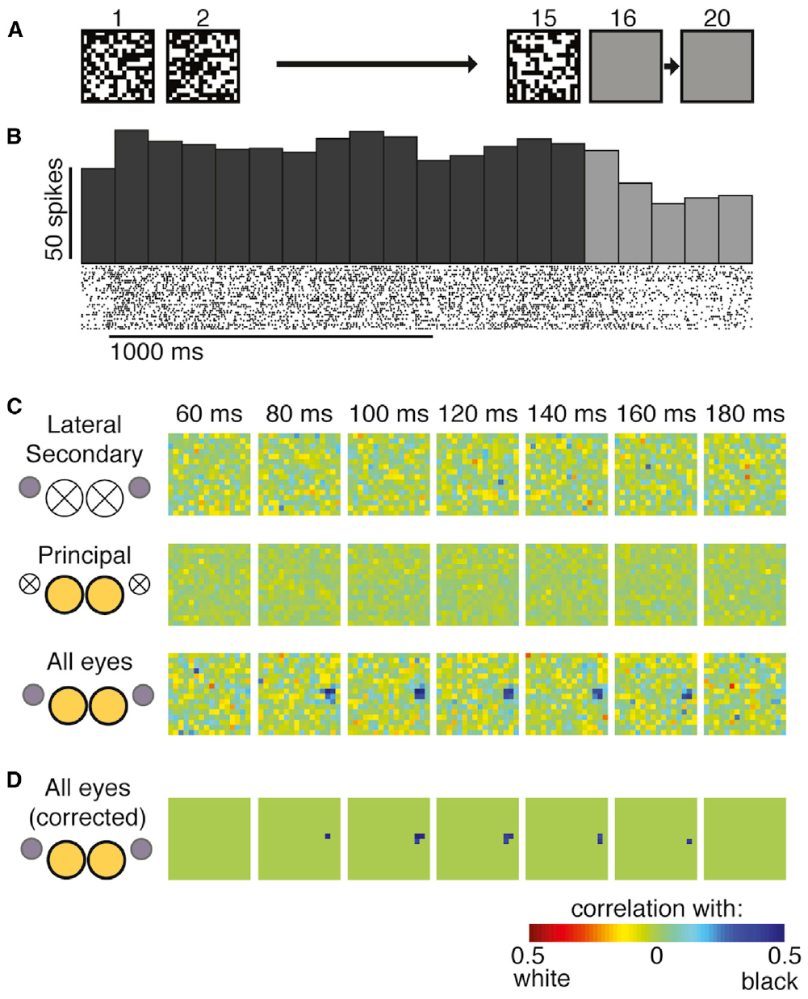 A
1 2 15 16 20
B
50 spikes
1000 ms
C
60 ms 80 ms 100 ms 120 ms 140 ms 160 ms 180 ms
Lateral
Secondary
Principal
All eyes
D
All eyes
(corrected)
correlation with:
0.5 0 0.5
white black